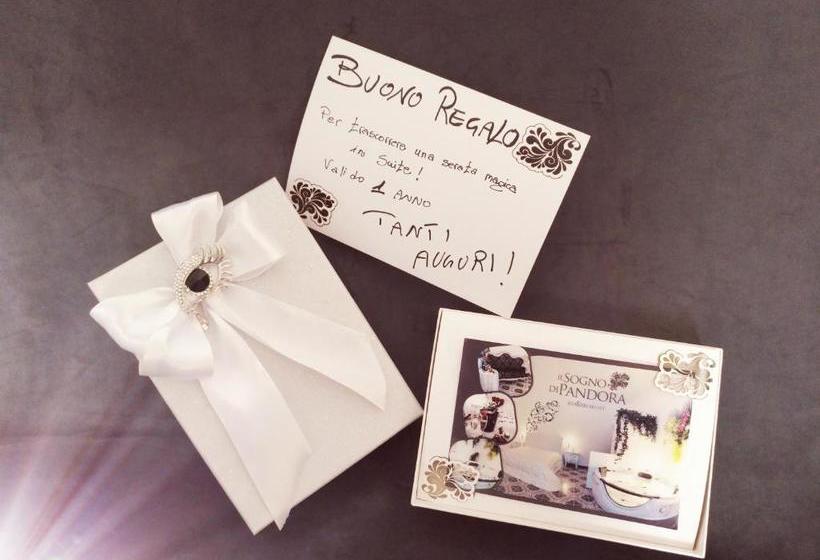 BUONO REGALO
Per trascorrere una serata magica
in Suite!
Valido 1 ANNO
TANTI
AUGURI!
IL SOGNO
DI PANDORA